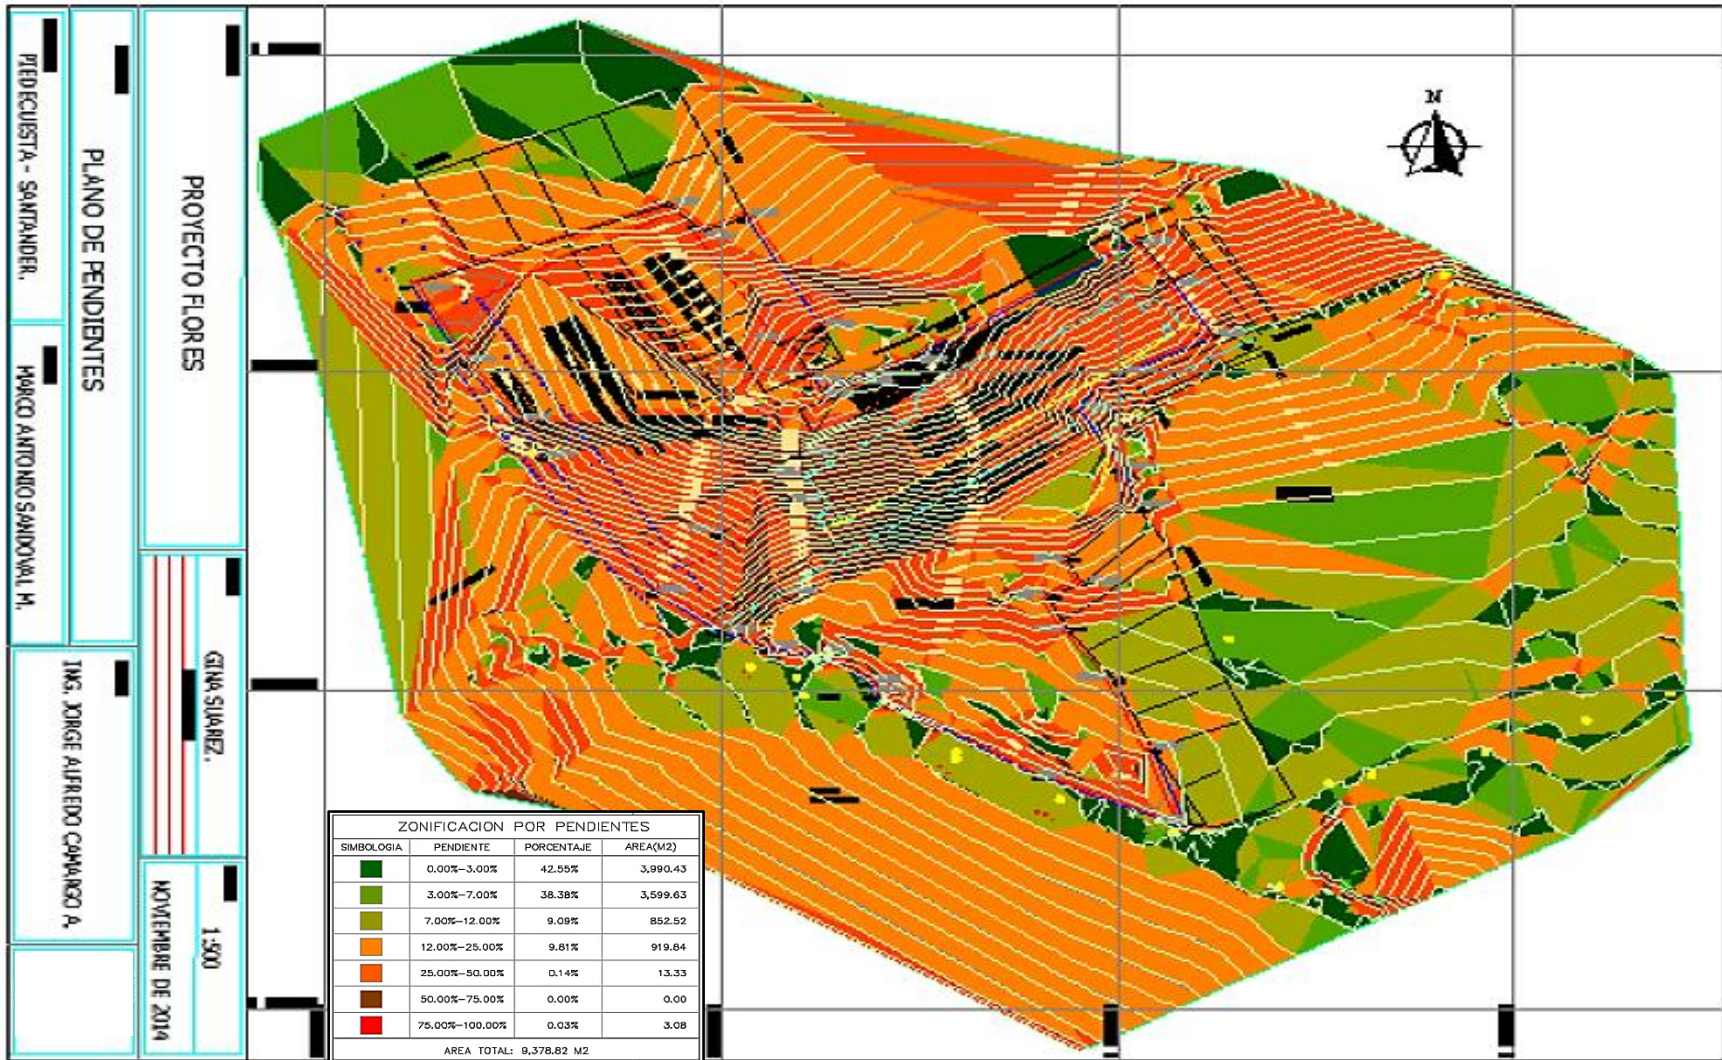 PROYECTO FLORES
GINA SUAREZ.
1:500
NOVIEMBRE DE 2014
PLANO DE PENDIENTES
ING. JORGE ALFREDO CAMARGO A.
PIEDECUESTA - SANTANDER.
MARCO ANTONIO SANDOVAL M.
N
ZONIFICACION POR PENDIENTES
SIMBOLOGIA PENDIENTE PORCENTAJE AREA(M2)
0.00%-3.00% 42.55% 3,990.43
3.00%-7.00% 38.38% 3,599.63
7.00%-12.00% 9.09% 852.52
12.00%-25.00% 9.81% 919.84
25.00%-50.00% 0.14% 13.33
50.00%-75.00% 0.00% 0.00
75.00%-100.00% 0.03% 3.08
AREA TOTAL: 9,378.82 M2